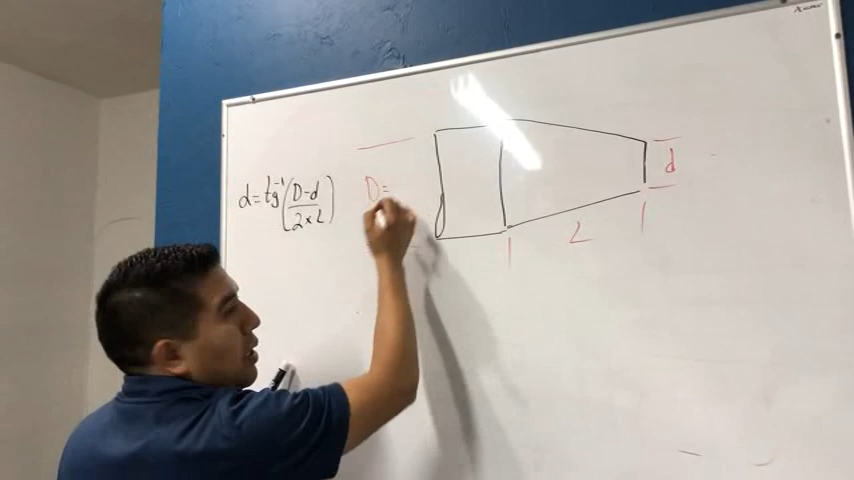 α = tg⁻¹(D-d / 2×L)
D=
d
L